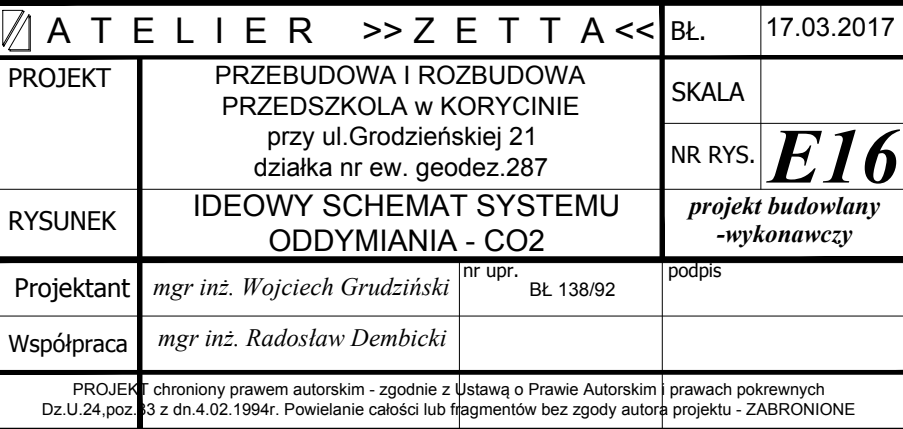 ATELIER >>ZETTA<< BŁ. 17.03.2017
PROJEKT
PRZEBUDOWA I ROZBUDOWA
PRZEDSZKOLA w KORYCINIE
przy ul.Grodzieńskiej 21
działka nr ew. geodez.287
SKALA
NR RYS. E16
RYSUNEK
IDEOWY SCHEMAT SYSTEMU
ODDYMIANIA - CO2
projekt budowlany
-wykonawczy
Projektant mgr inż. Wojciech Grudziński nr upr. BŁ 138/92 podpis
Współpraca mgr inż. Radosław Dembicki
PROJEKT chroniony prawem autorskim - zgodnie z Ustawą o Prawie Autorskim i prawach pokrewnych
Dz.U.24,poz.83 z dn.4.02.1994r. Powielanie całości lub fragmentów bez zgody autora projektu - ZABRONIONE